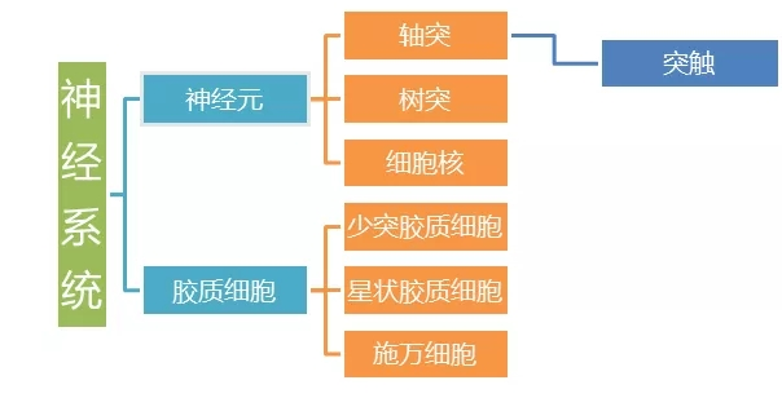 神经系统
神经元
轴突
突触
树突
细胞核
胶质细胞
少突胶质细胞
星状胶质细胞
施万细胞